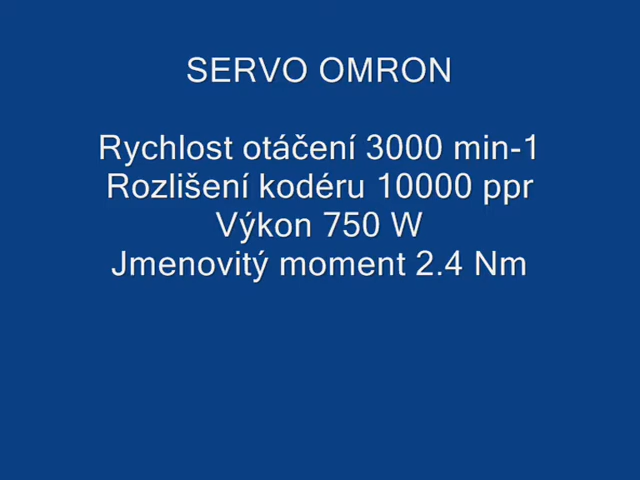 SERVO OMRON
Rychlost otáčení 3000 min-1
Rozlišení kodéru 10000 ppr
Výkon 750 W
Jmenovitý moment 2.4 Nm